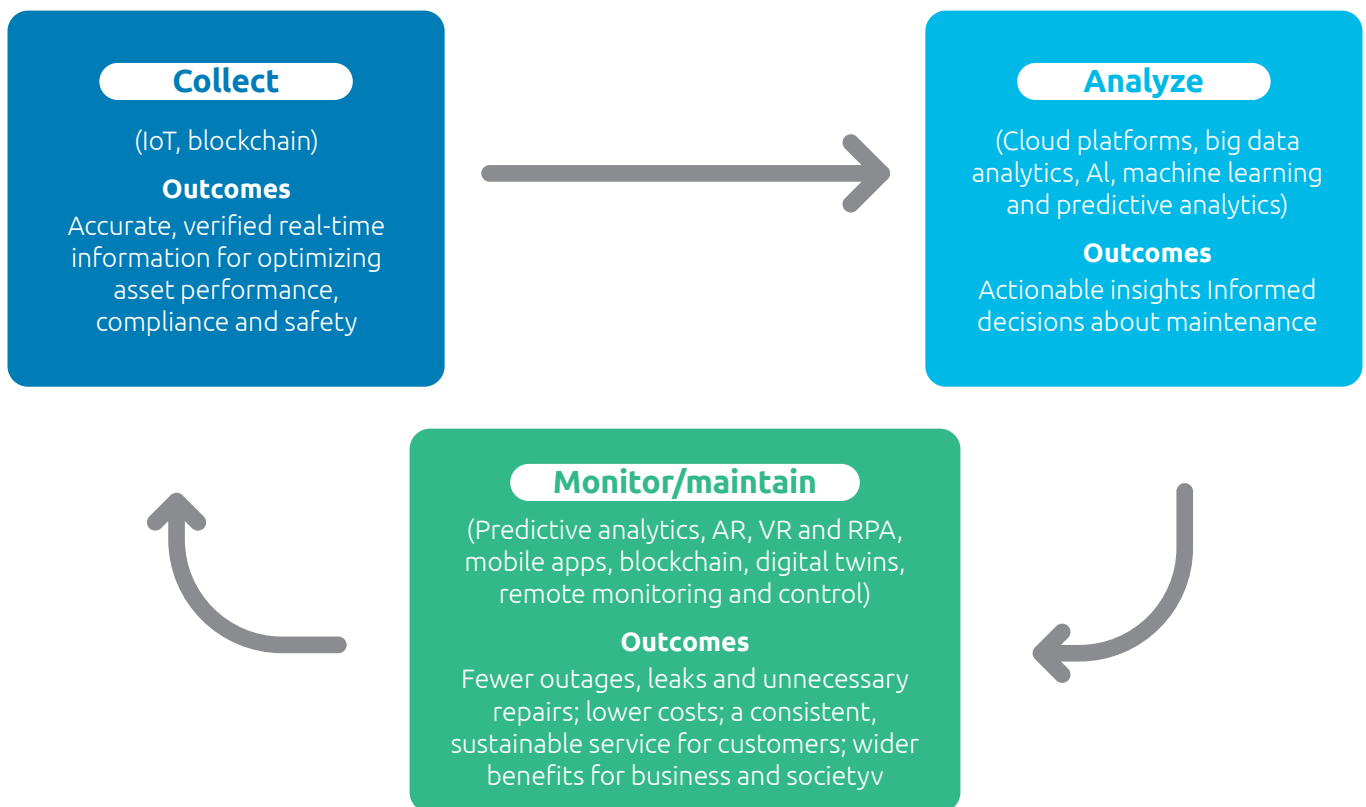 Collect
(IoT, blockchain)
Outcomes
Accurate, verified real-time
information for optimizing
asset performance,
compliance and safety
Analyze
(Cloud platforms, big data
analytics, Al, machine learning
and predictive analytics)
Outcomes
Actionable insights Informed
decisions about maintenance
Monitor/maintain
(Predictive analytics, AR, VR and RPA,
mobile apps, blockchain, digital twins,
remote monitoring and control)
Outcomes
Fewer outages, leaks and unnecessary
repairs; lower costs; a consistent,
sustainable service for customers; wider
benefits for business and societyv